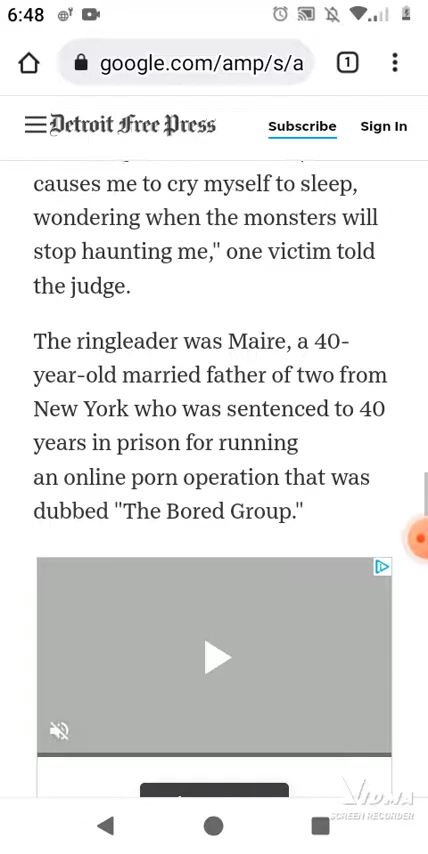 6:48
google.com/amp/s/a
1
Detroit Free Press
Subscribe
Sign In
causes me to cry myself to sleep,
wondering when the monsters will
stop haunting me," one victim told
the judge.
The ringleader was Maire, a 40-
year-old married father of two from
New York who was sentenced to 40
years in prison for running
an online porn operation that was
dubbed "The Bored Group."
VIDMA
SCREEN RECORDER